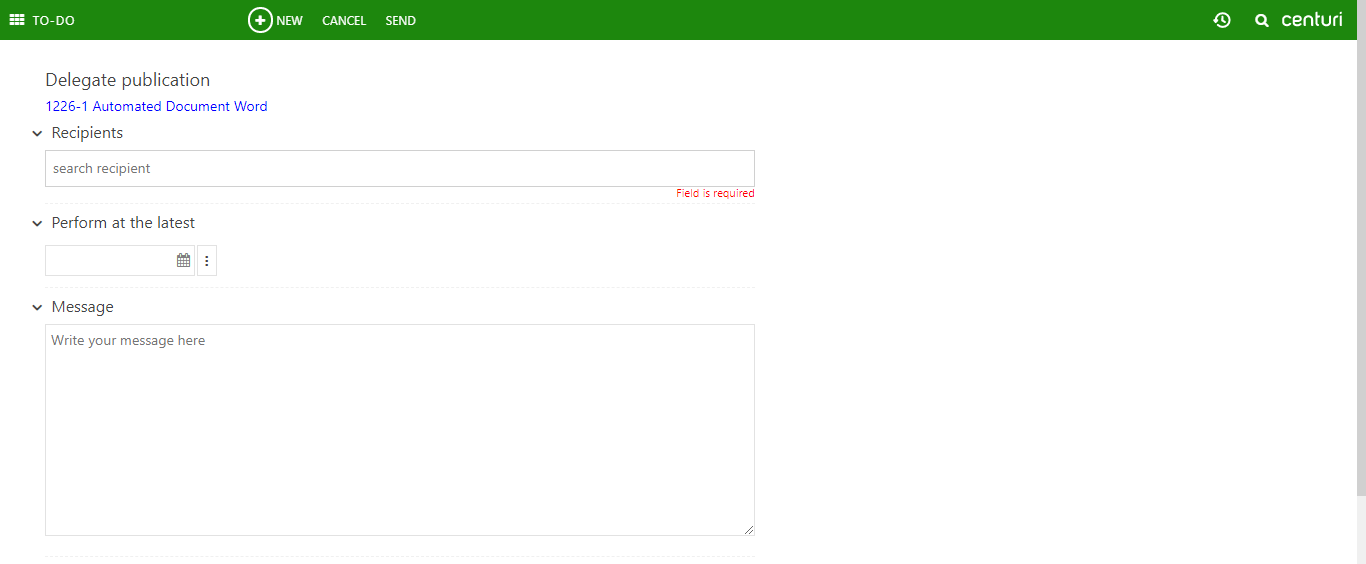 TO-DO NEW CANCEL SEND centuri
Delegate publication
1226-1 Automated Document Word
Recipients
search recipient
Field is required
Perform at the latest
Message
Write your message here